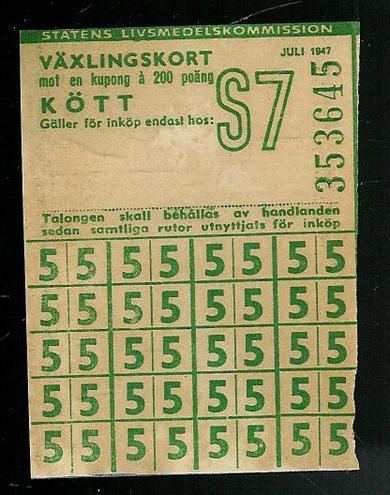 STATENS LIVSMEDELSKOMMISSION
VÄXLINGSKORT
JULI 1947
mot en kupong à 200 poäng
KÖTT
S7
Gäller för inköp endast hos:
353645
Talongen skall behållas av handlanden
sedan samtliga rutor utnyttjats för inköp
5 5 5 5 5 5 5 5
5 5 5 5 5 5 5 5
5 5 5 5 5 5 5 5
5 5 5 5 5 5 5 5
5 5 5 5 5 5 5 5